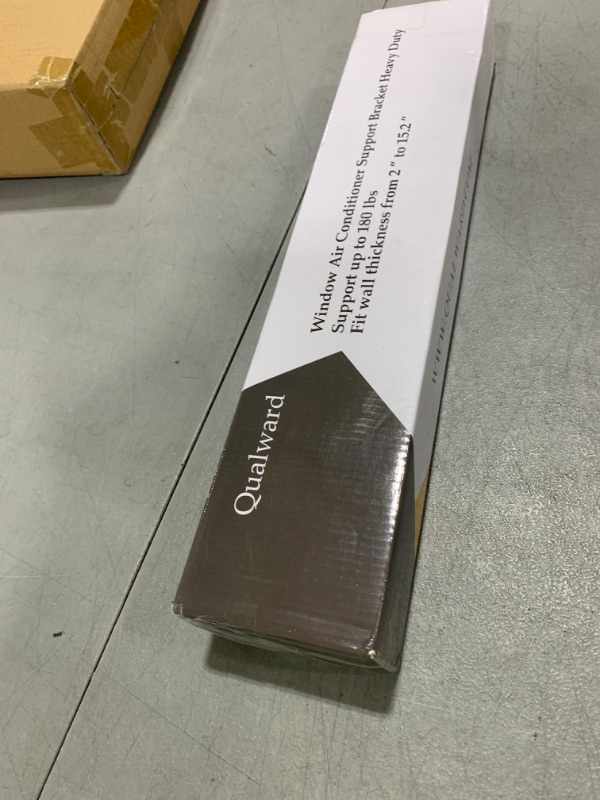 Qualward
Window Air Conditioner Support Bracket Heavy Duty
Support up to 180 lbs
Fit wall thickness from 2" to 15.2"